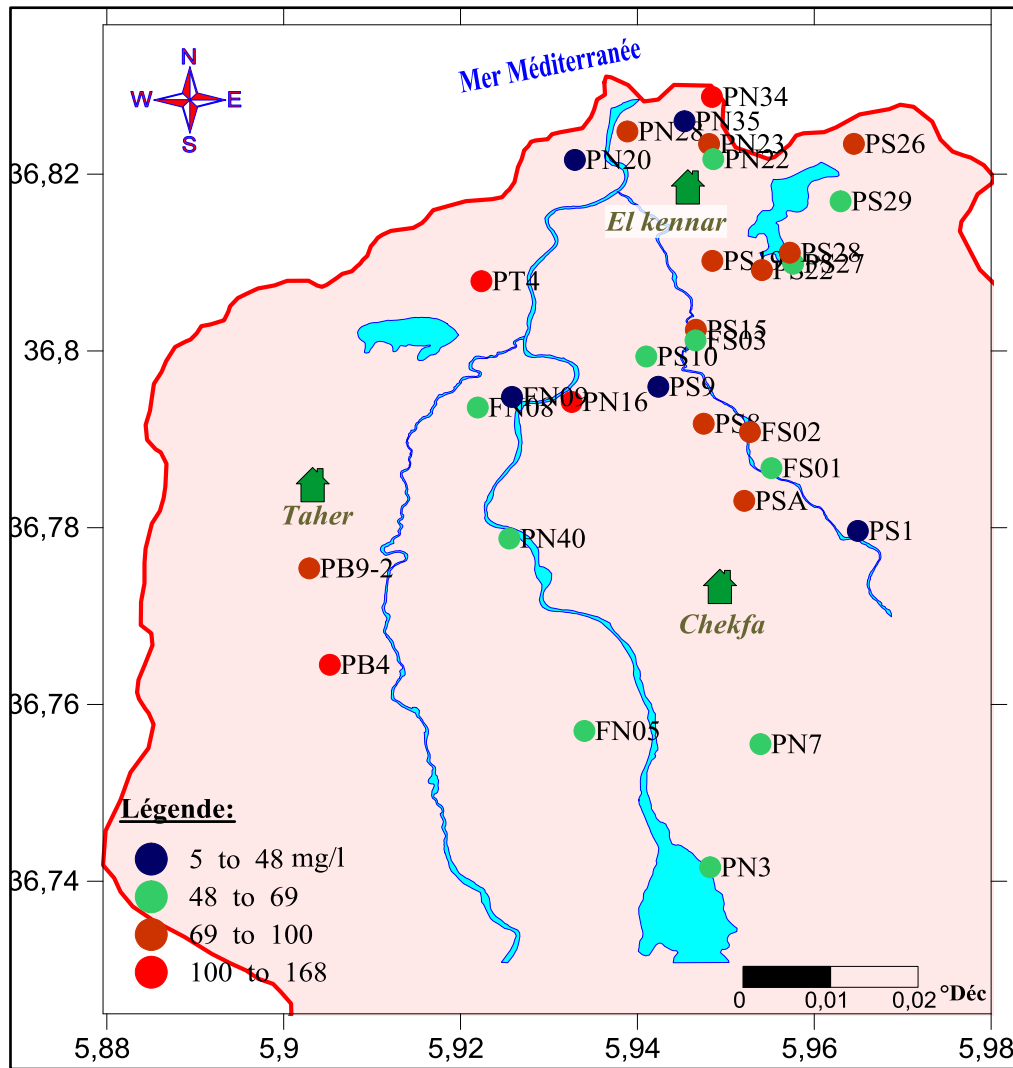 Mer Méditerranée
N
W E
S
PN34
PN35
PN28
PN23
PN22
PN20
PS26
36,82
El kennar
PS29
PS28
PS19
PS22
PS27
PT4
PS15
FS03
36,8
PS10
PS9
FN09
PN16
FN08
PS8
FS02
FS01
PSA
Taher
PS1
36,78
PN40
PB9-2
Chekfa
PB4
36,76
FN05
PN7
Légende:
5 to 48 mg/l
48 to 69
69 to 100
100 to 168
PN3
36,74
0 0,01 0,02 °Déc
5,88 5,9 5,92 5,94 5,96 5,98